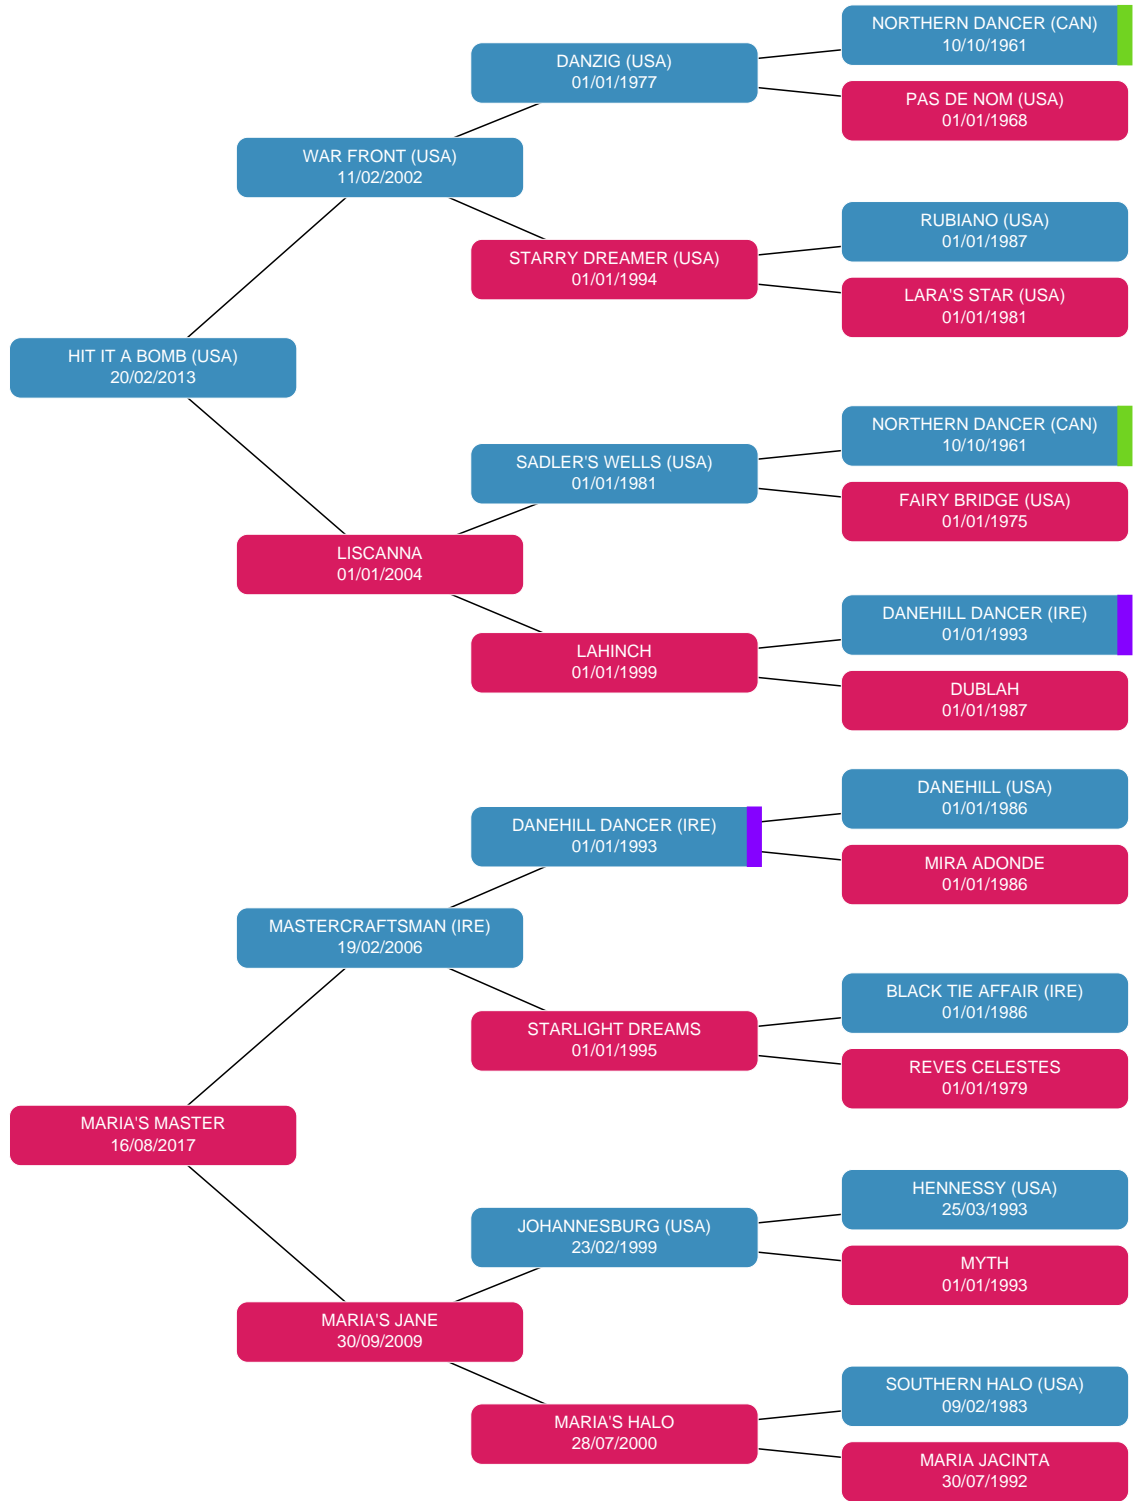 NORTHERN DANCER (CAN)
10/10/1961
DANZIG (USA)
01/01/1977
PAS DE NOM (USA)
01/01/1968
WAR FRONT (USA)
11/02/2002
RUBIANO (USA)
01/01/1987
STARRY DREAMER (USA)
01/01/1994
LARA'S STAR (USA)
01/01/1981
HIT IT A BOMB (USA)
20/02/2013
NORTHERN DANCER (CAN)
10/10/1961
SADLER'S WELLS (USA)
01/01/1981
FAIRY BRIDGE (USA)
01/01/1975
LISCANNA
01/01/2004
DANEHILL DANCER (IRE)
01/01/1993
LAHINCH
01/01/1999
DUBLAH
01/01/1987
DANEHILL (USA)
01/01/1986
DANEHILL DANCER (IRE)
01/01/1993
MIRA ADONDE
01/01/1986
MASTERCRAFTSMAN (IRE)
19/02/2006
BLACK TIE AFFAIR (IRE)
01/01/1986
STARLIGHT DREAMS
01/01/1995
REVES CELESTES
01/01/1979
MARIA'S MASTER
16/08/2017
HENNESSY (USA)
25/03/1993
JOHANNESBURG (USA)
23/02/1999
MYTH
01/01/1993
MARIA'S JANE
30/09/2009
SOUTHERN HALO (USA)
09/02/1983
MARIA'S HALO
28/07/2000
MARIA JACINTA
30/07/1992